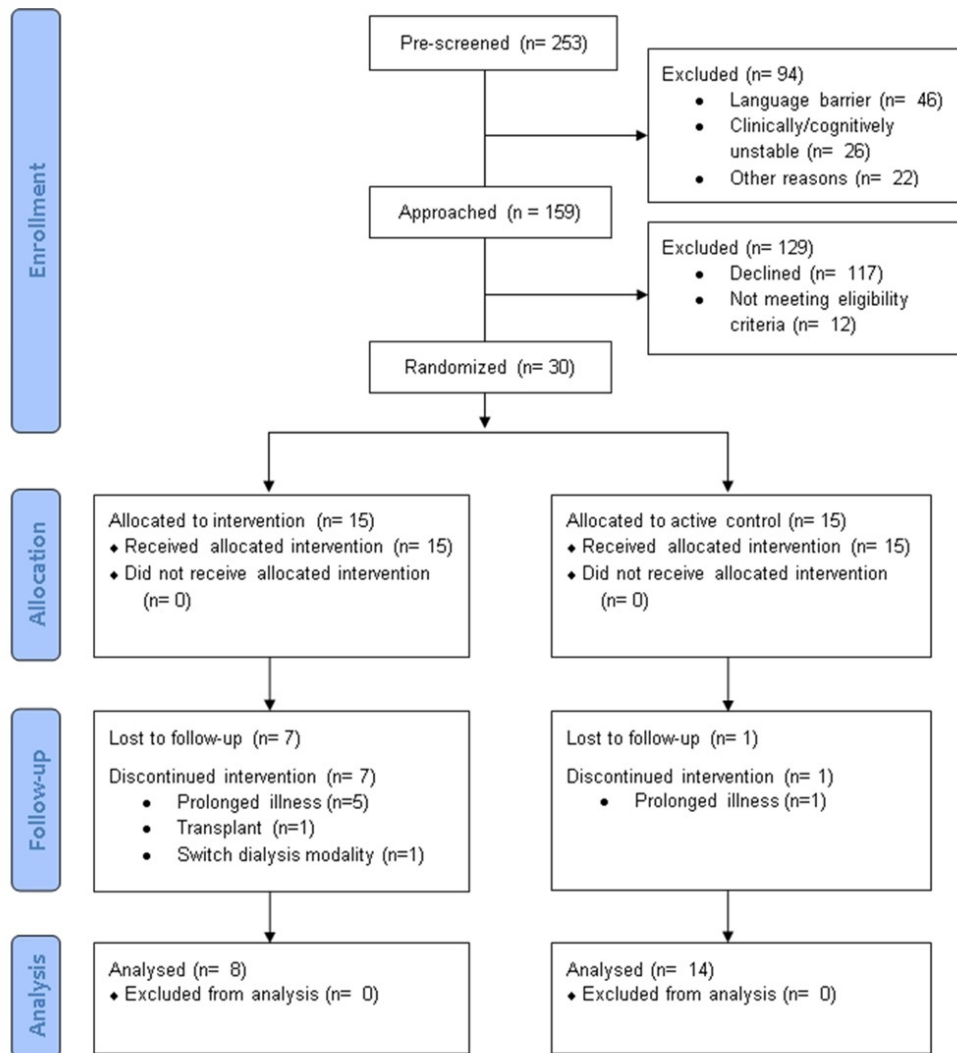 Enrollment
Pre-screened (n= 253)
Excluded (n= 94)
• Language barrier (n= 46)
• Clinically/cognitively
unstable (n= 26)
• Other reasons (n= 22)
Approached (n = 159)
Excluded (n= 129)
• Declined (n= 117)
• Not meeting eligibility
criteria (n= 12)
Randomized (n= 30)
Allocation
Allocated to intervention (n= 15)
♦ Received allocated intervention (n= 15)
♦ Did not receive allocated intervention
(n= 0)
Allocated to active control (n= 15)
♦ Received allocated intervention (n= 15)
♦ Did not receive allocated intervention
(n= 0)
Follow-up
Lost to follow-up (n= 7)
Discontinued intervention (n= 7)
• Prolonged illness (n=5)
• Transplant (n=1)
• Switch dialysis modality (n=1)
Lost to follow-up (n= 1)
Discontinued intervention (n= 1)
• Prolonged illness (n=1)
Analysis
Analysed (n= 8)
♦ Excluded from analysis (n= 0)
Analysed (n= 14)
♦ Excluded from analysis (n= 0)